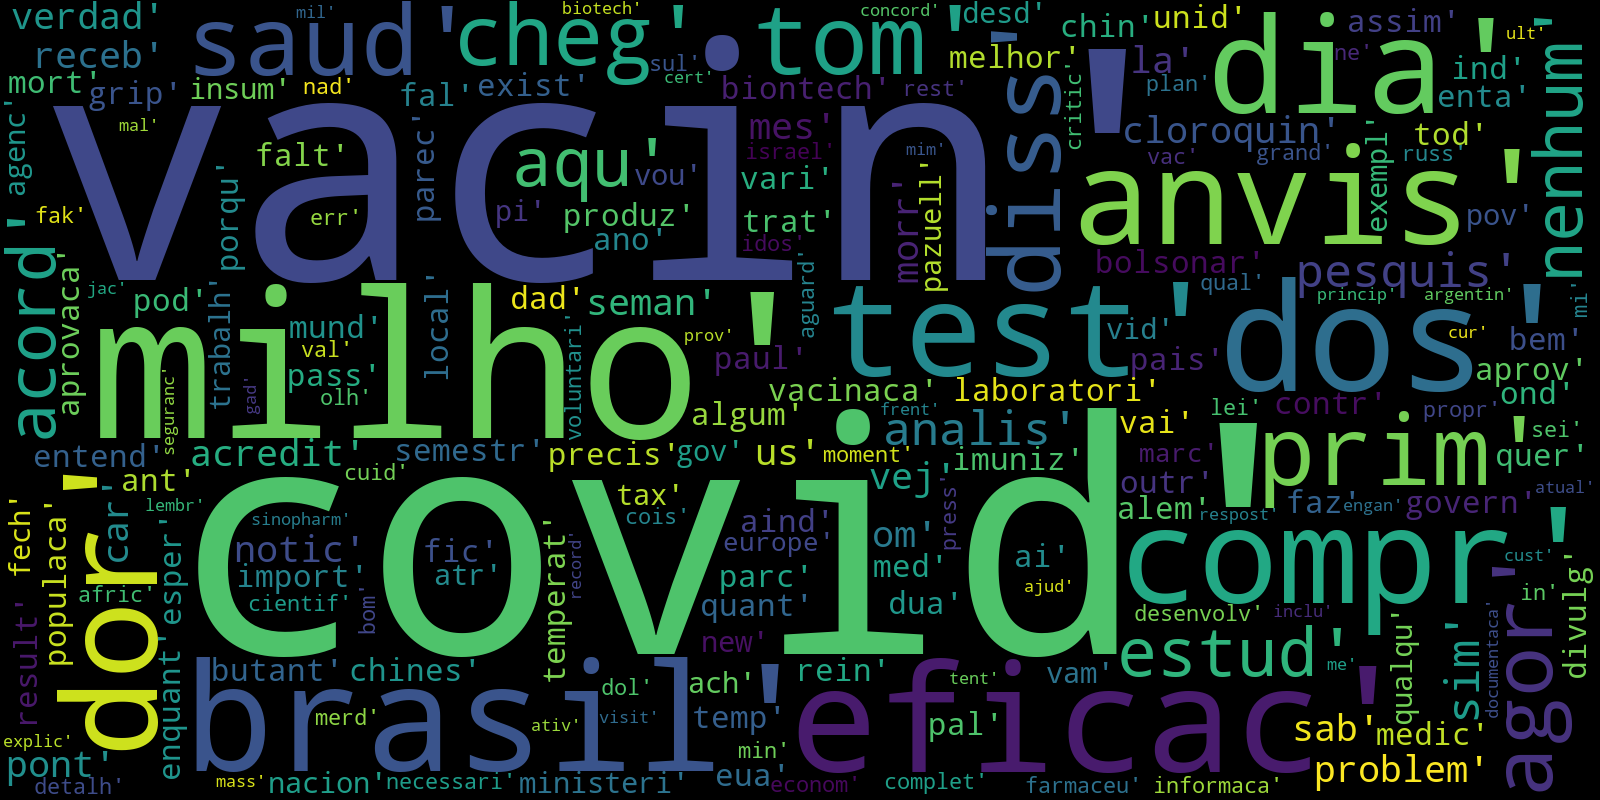 verdad'
saud'
cheg'
mil'
biotech'
tom'
concord'
desd'
chin'
unid'
assim'
ult'
receb'
sul'
cert'
melhor'
la'
ne'
ind'
mort'
grip'
insum'
nad'
fal'
exist'
biontech'
rest'
critic'
plan'
dia'
enta'
nenhum'
agenc'
mal'
vacin'
mes'
diss'
cloroquin'
tod'
fak'
falt'
aqu'
israel'
mim'
vac'
grand'
russ'
porqu'
parec'
vou'
vari'
anvis'
exempl'
err'
pi'
produz'
trat'
morr'
pazuell'
pov'
acord'
ano'
idos'
bolsonar'
pesquis'
aprovaca'
jac'
pod'
trabalh'
dad'
seman'
aguard'
qual'
princip'
argentin'
mi'
milho'
mund'
local'
voluntari'
prov'
test'
vid'
dos'
cur'
bem'
val'
pass'
paul'
pais'
aprov'
seguranc'
gad'
olh'
vacinaca'
laboratori'
ond'
algum'
frent'
analis'
vai'
lei'
contr'
propr'
sei'
entend'
acredit'
semestr'
precis'
gov'
us'
moment'
imuniz'
marc'
prim'
quer'
ant'
cuid'
vej'
outr'
dor'
lembr'
tax'
alem'
faz'
govern'
atual'
fech'
populaca'
car'
esper'
sinopharm'
covid'
cois'
aind'
press'
respost'
engan'
notic'
fic'
temperat'
europe'
om'
compr'
cust'
import'
atr'
record'
parc'
med'
ai'
ajud'
in'
divulg'
afric'
cientif'
bom'
quant'
dua'
desenvolv'
inclu'
agor'
result'
enquant'
new'
estud'
me'
qualqu'
sim'
documentaca'
butant'
chines'
dol'
ach'
rein'
tent'
vam'
brasil'
merd'
ativ'
visit'
temp'
eficac'
pal'
sab'
medic'
explic'
pont'
min'
problem'
detalh'
mass'
nacion'
necessari'
ministeri'
eua'
econom'
complet'
farmaceu'
informaca'